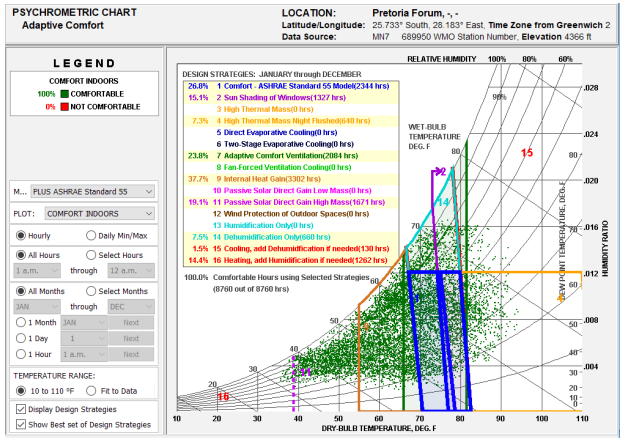 PSYCHROMETRIC CHART
Adaptive Comfort
LOCATION: Pretoria Forum, -, -
Latitude/Longitude: 25.733° South, 28.183° East, Time Zone from Greenwich 2
Data Source: MN7 689950 WMO Station Number, Elevation 4366 ft
LEGEND
COMFORT INDOORS
100% COMFORTABLE
0% NOT COMFORTABLE
M... PLUS ASHRAE Standard 55
PLOT: COMFORT INDOORS
Hourly Daily Min/Max
All Hours Select Hours
1 a.m. through 12 a.m.
All Months Select Months
JAN through DEC
1 Month JAN Next
1 Day 1 Next
1 Hour 1 a.m. Next
TEMPERATURE RANGE:
10 to 110 °F Fit to Data
Display Design Strategies
Show Best set of Design Strategies
RELATIVE HUMIDITY 100% 80% 60%
DESIGN STRATEGIES: JANUARY through DECEMBER
26.8% 1 Comfort - ASHRAE Standard 55 Model(2344 hrs)
15.1% 2 Sun Shading of Windows(1327 hrs)
3 High Thermal Mass(0 hrs)
7.3% 4 High Thermal Mass Night Flushed(640 hrs)
5 Direct Evaporative Cooling(0 hrs)
6 Two-Stage Evaporative Cooling(0 hrs)
23.8% 7 Adaptive Comfort Ventilation(2084 hrs)
8 Fan-Forced Ventilation Cooling(0 hrs)
37.7% 9 Internal Heat Gain(3302 hrs)
10 Passive Solar Direct Gain Low Mass(0 hrs)
19.1% 11 Passive Solar Direct Gain High Mass(1671 hrs)
12 Wind Protection of Outdoor Spaces(0 hrs)
13 Humidification Only(0 hrs)
7.5% 14 Dehumidification Only(660 hrs)
1.5% 15 Cooling, add Dehumidification if needed(130 hrs)
14.4% 16 Heating, add Humidification if needed(1262 hrs)
100.0% Comfortable Hours using Selected Strategies
(8760 out of 8760 hrs)
WET-BULB
TEMPERATURE
DEG. F
90%
80
70
60
50
40
30
20
2
14
15
16
4
.028
.024
.020
.016
.012
.008
.004
HUMIDITY RATIO
DEW POINT TEMPERATURE, DEG. F
80
70
60
50
40
30
20
10
0
10 20 30 40 50 60 70 80 90 100 110
DRY-BULB TEMPERATURE, DEG. F